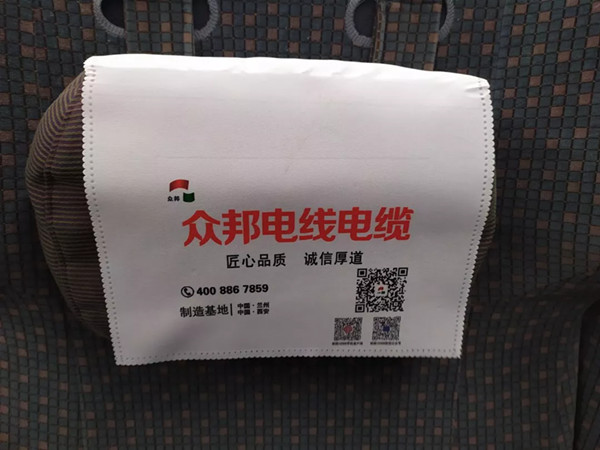 众邦
众邦电线电缆
匠心品质 诚信厚道
400 886 7859
制造基地 中国·兰州
中国·西安